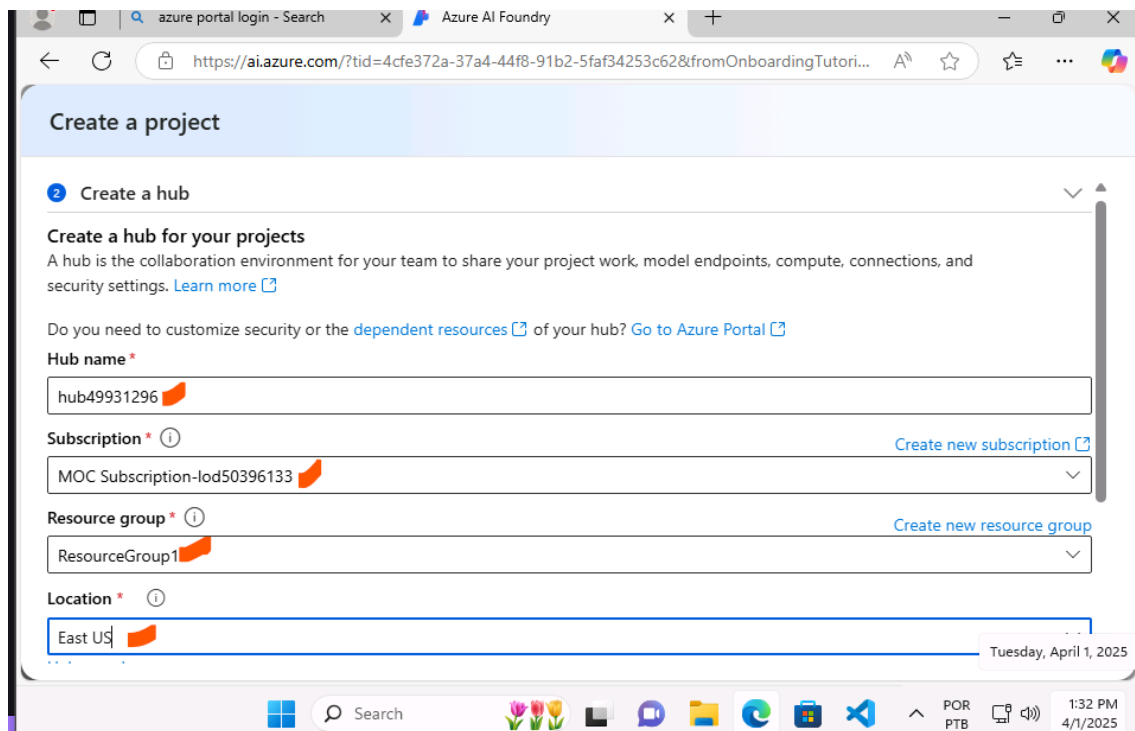 azure portal login - Search
Azure AI Foundry
https://ai.azure.com/?tid=4cfe372a-37a4-44f8-91b2-5faf34253c62&fromOnboardingTutori...
Create a project
2 Create a hub
Create a hub for your projects
A hub is the collaboration environment for your team to share your project work, model endpoints, compute, connections, and
security settings. Learn more
Do you need to customize security or the dependent resources of your hub? Go to Azure Portal
Hub name *
hub49931296
Subscription *
Create new subscription
MOC Subscription-lod50396133
Resource group *
Create new resource group
ResourceGroup1
Location *
East US
Tuesday, April 1, 2025
Search
POR
PTB
1:32 PM
4/1/2025